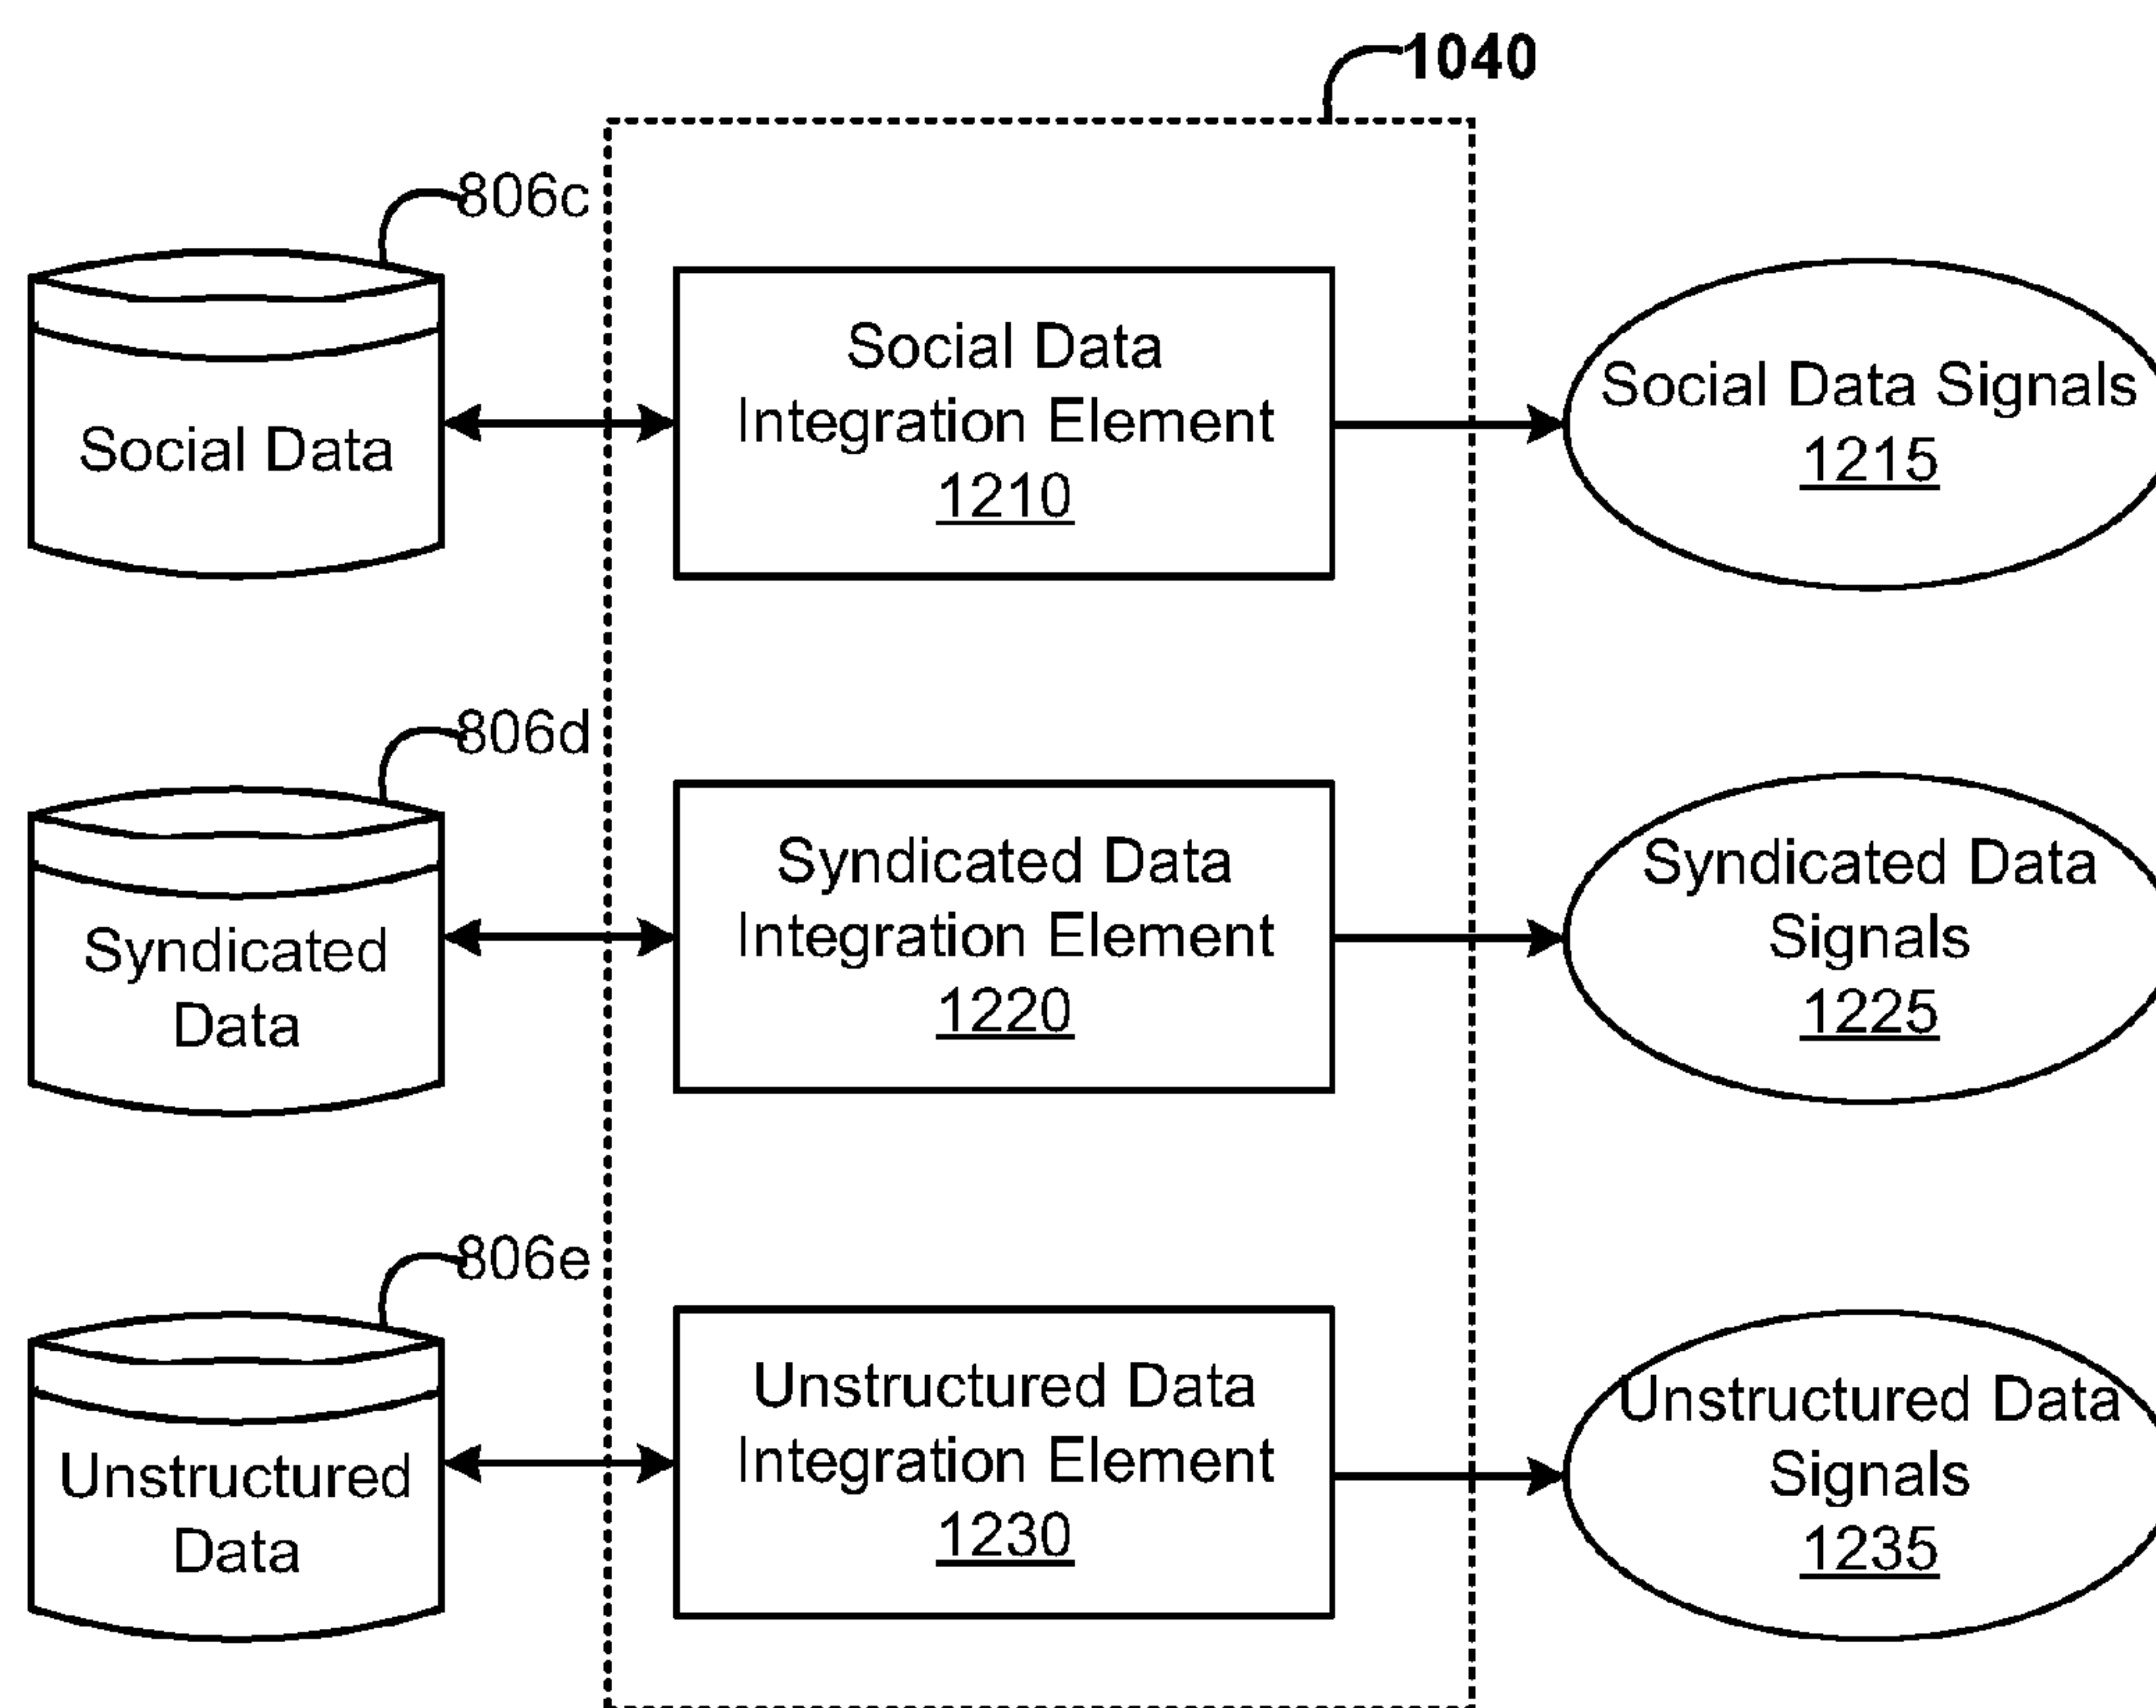 1040
806c
Social Data
Social Data
Integration Element
1210
Social Data Signals
1215
806d
Syndicated
Data
Syndicated Data
Integration Element
1220
Syndicated Data
Signals
1225
806e
Unstructured
Data
Unstructured Data
Integration Element
1230
Unstructured Data
Signals
1235